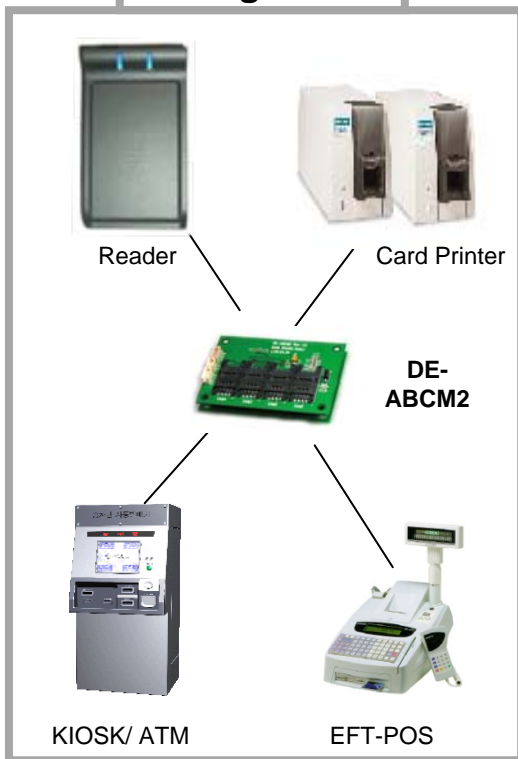 Reader
Card Printer
DE-
ABCM2
KIOSK/ ATM
EFT-POS